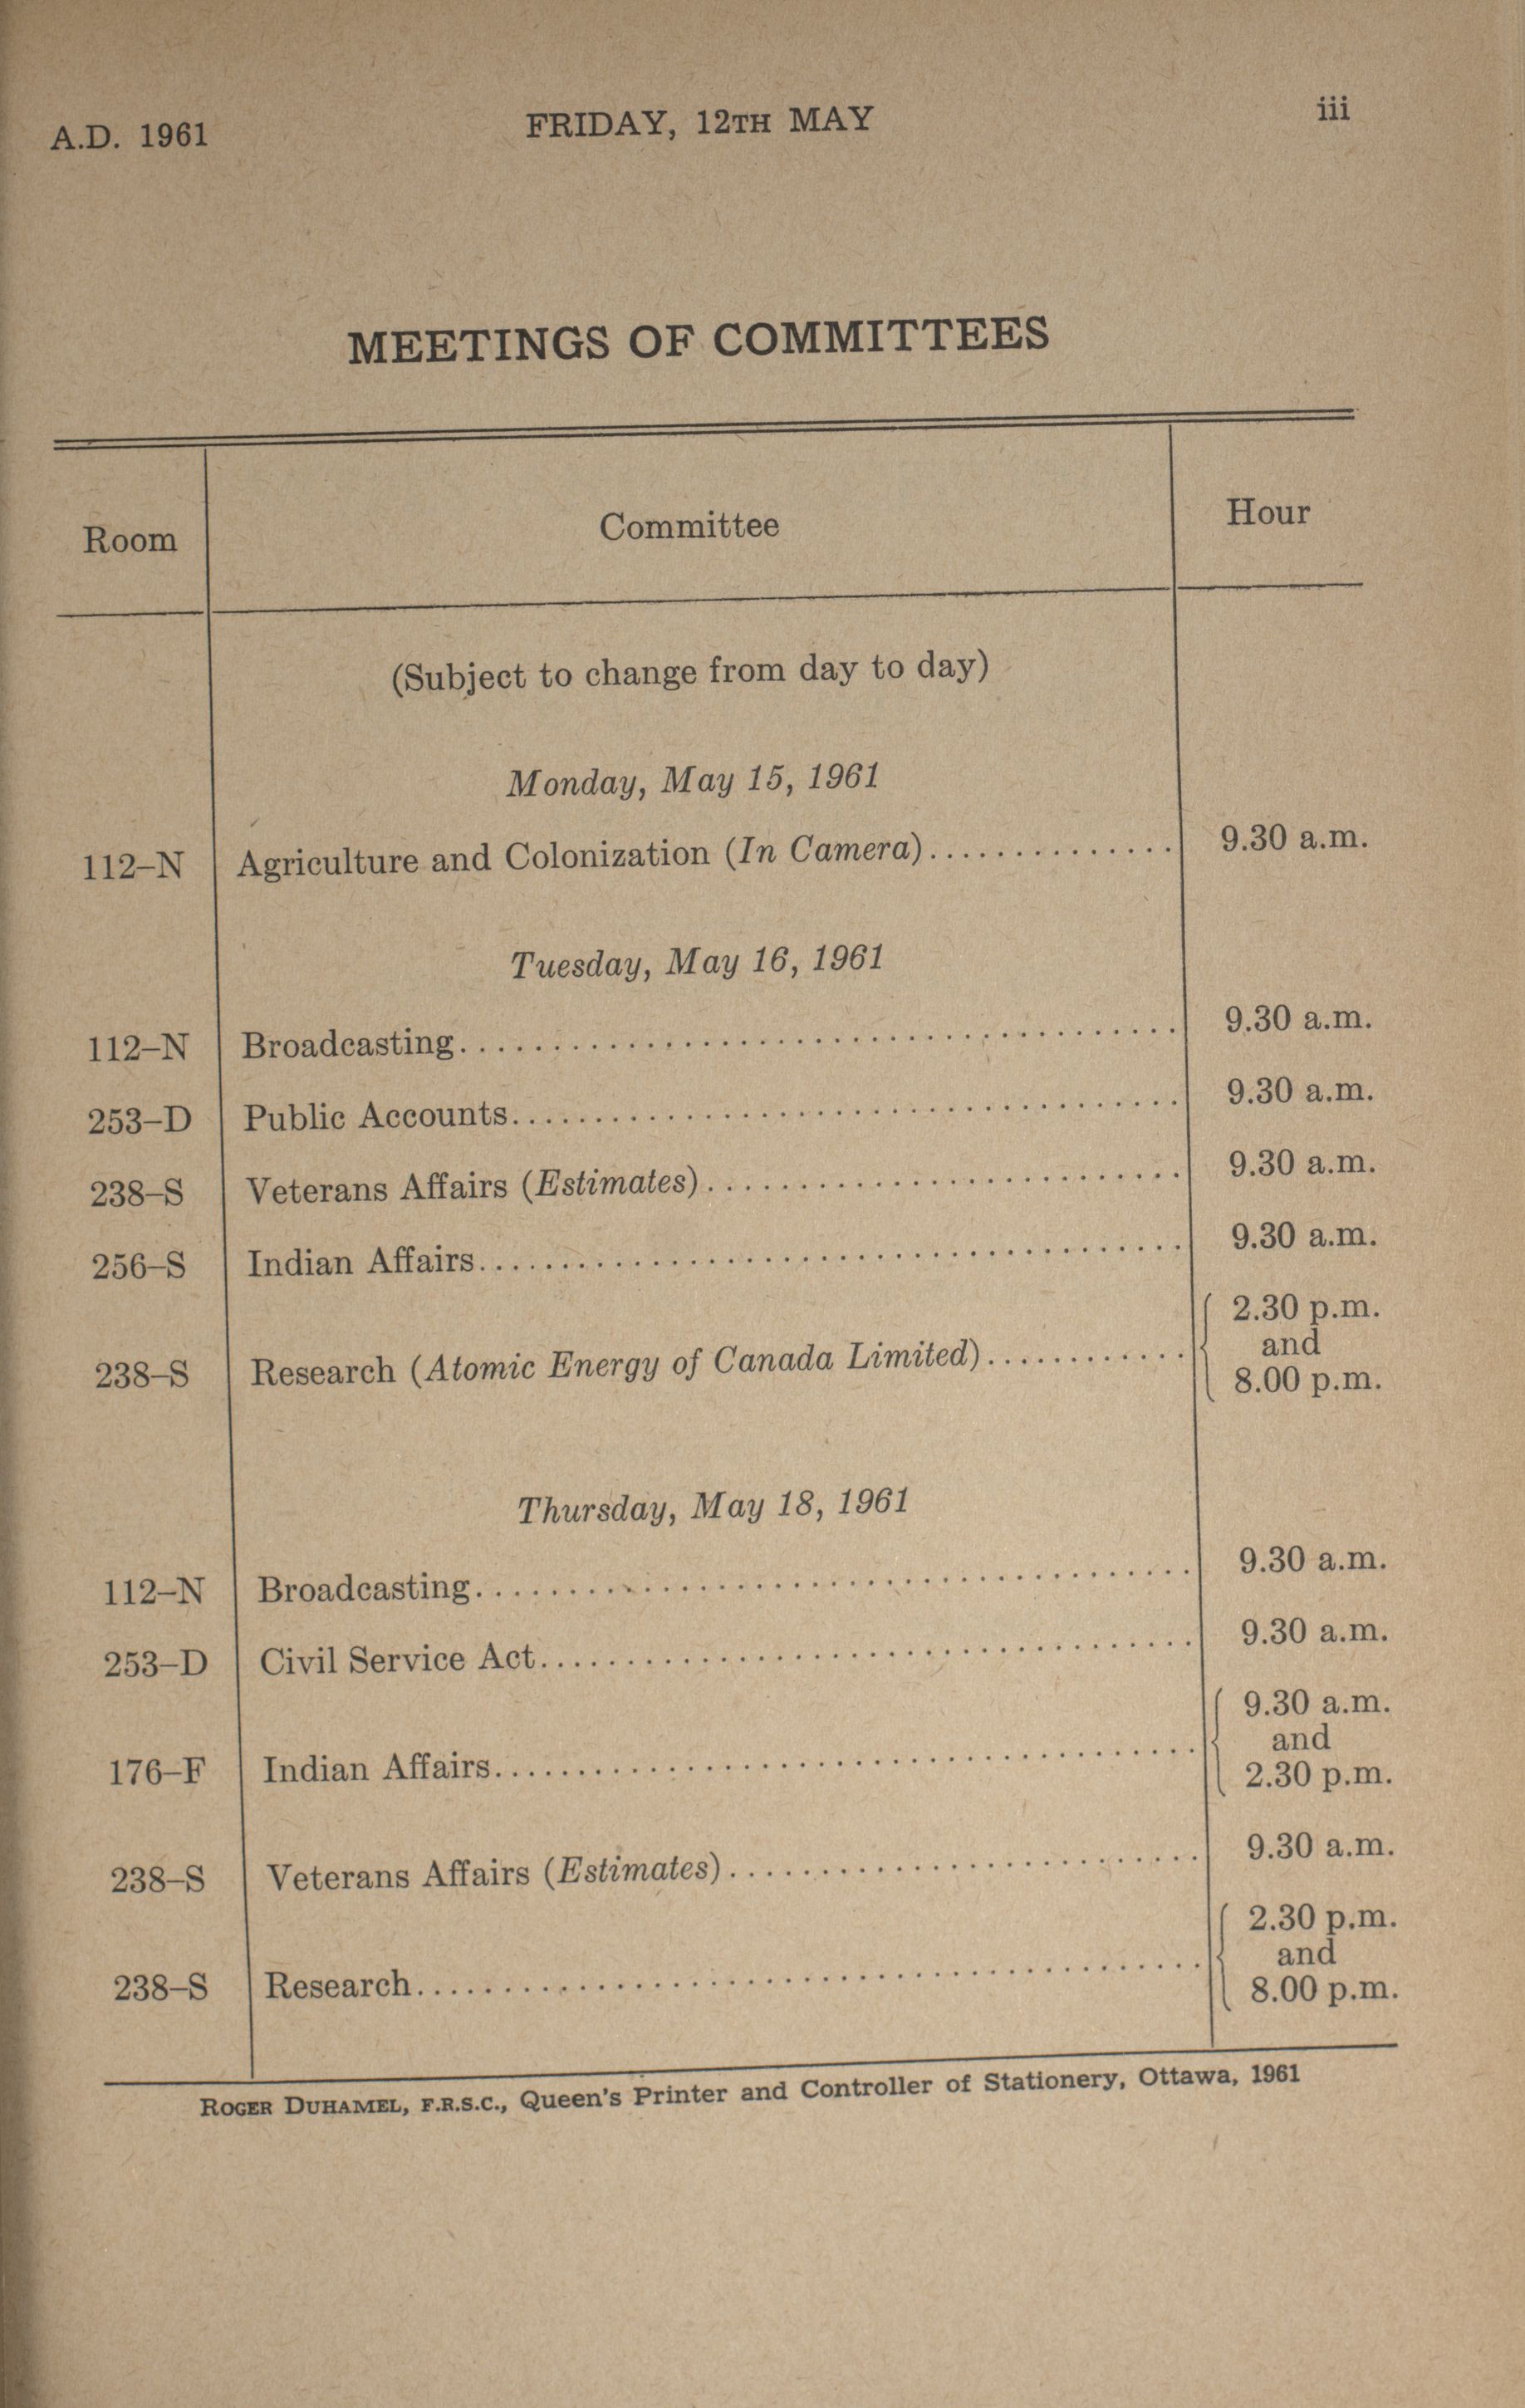 A.D. 1961 FRIDAY, 12TH MAY iii
MEETINGS OF COMMITTEES
Room Committee Hour
(Subject to change from day to day)
Monday, May 15, 1961
112–N Agriculture and Colonization (In Camera).............. 9.30 a.m.
Tuesday, May 16, 1961
112–N Broadcasting........................................ 9.30 a.m.
253–D Public Accounts..................................... 9.30 a.m.
238–S Veterans Affairs (Estimates).......................... 9.30 a.m.
256–S Indian Affairs....................................... 9.30 a.m.
2.30 p.m.
238–S Research (Atomic Energy of Canada Limited)............ and
8.00 p.m.
Thursday, May 18, 1961
112–N Broadcasting........................................ 9.30 a.m.
253–D Civil Service Act.................................... 9.30 a.m.
9.30 a.m.
176–F Indian Affairs....................................... and
2.30 p.m.
238–S Veterans Affairs (Estimates).......................... 9.30 a.m.
2.30 p.m.
238–S Research............................................ and
8.00 p.m.
ROGER DUHAMEL, F.R.S.C., Queen's Printer and Controller of Stationery, Ottawa, 1961